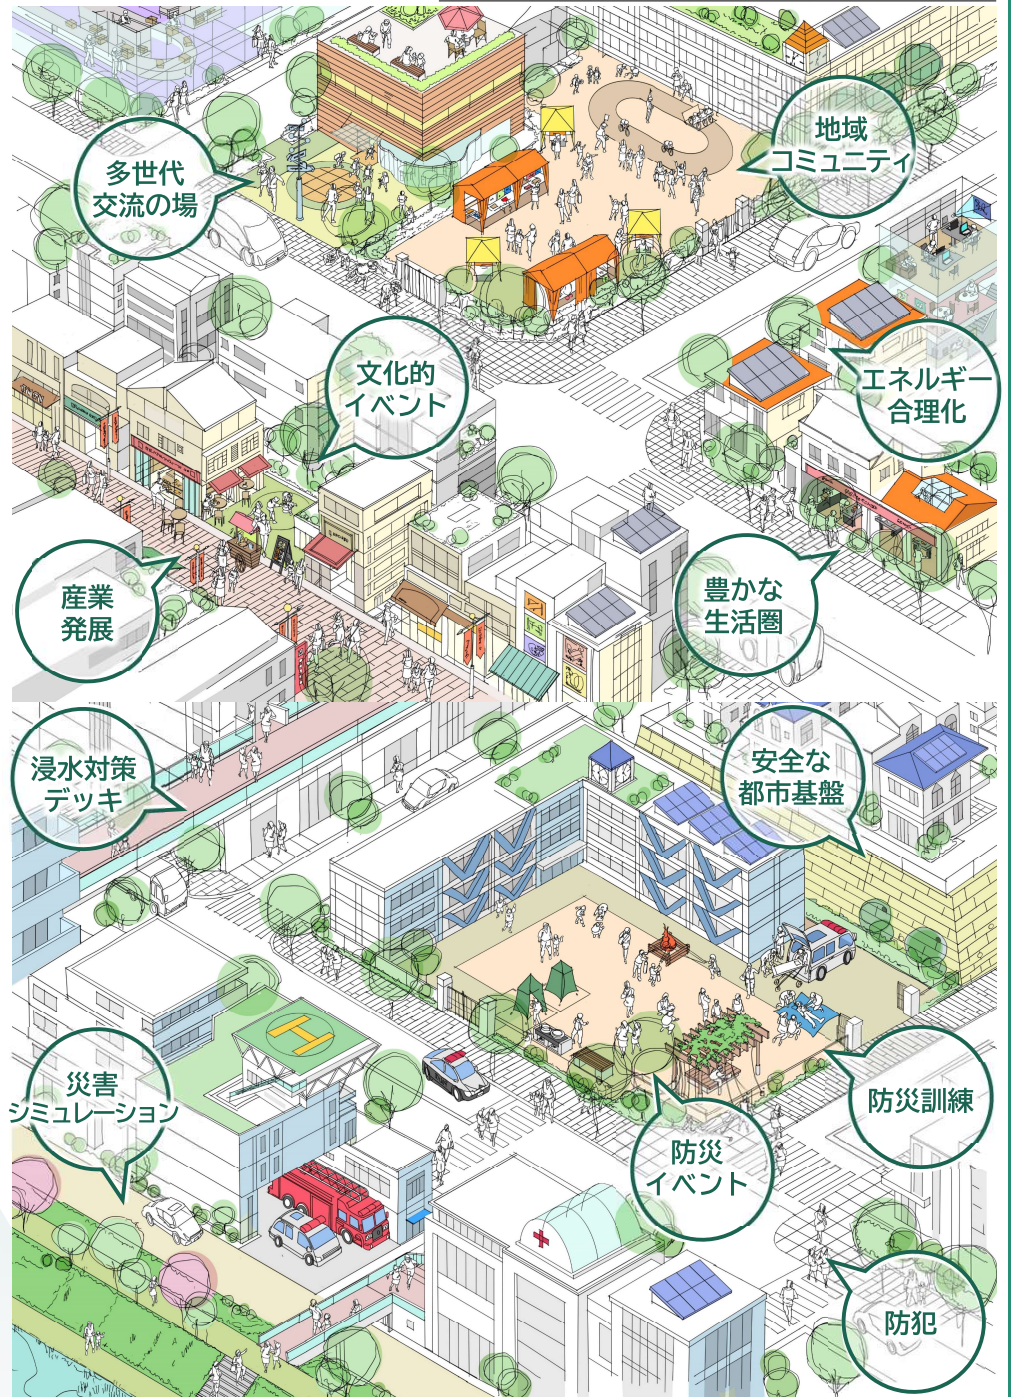 地域
コミュニティ
多世代
交流の場
文化的
イベント
エネルギー
合理化
産業
発展
豊かな
生活圏
浸水対策
デッキ
安全な
都市基盤
災害
シミュレーション
防災訓練
防災
イベント
防犯
H